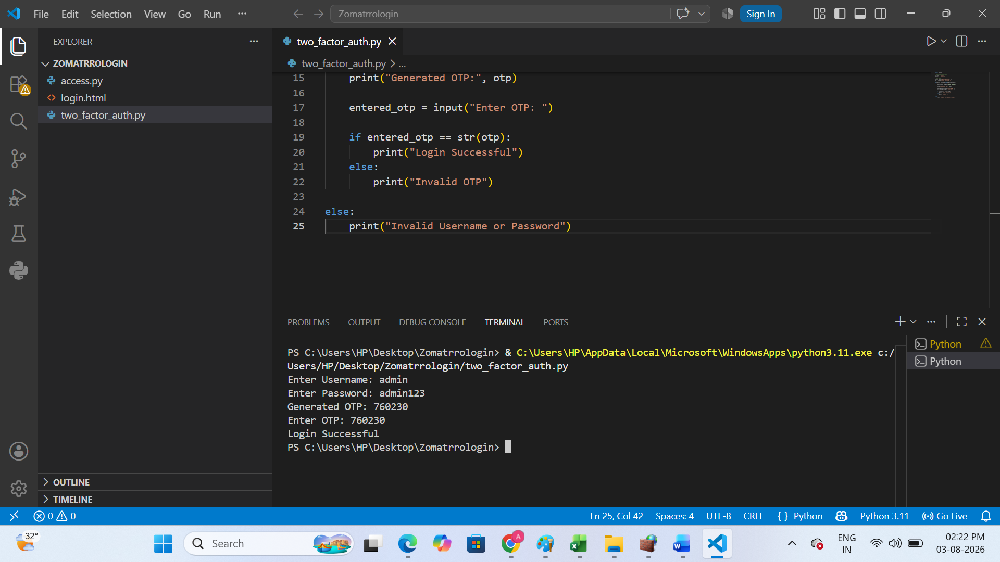 File Edit Selection View Go Run ···
Zomatrrologin
Sign In
EXPLORER
ZOMATRROLOGIN
access.py
login.html
two_factor_auth.py
OUTLINE
TIMELINE
two_factor_auth.py
two_factor_auth.py > ...
15 print("Generated OTP:", otp)
16
17 entered_otp = input("Enter OTP: ")
18
19 if entered_otp == str(otp):
20 print("Login Successful")
21 else:
22 print("Invalid OTP")
23
24 else:
25 print("Invalid Username or Password")
PROBLEMS OUTPUT DEBUG CONSOLE TERMINAL PORTS
PS C:\Users\HP\Desktop\Zomatrrologin> & C:\Users\HP\AppData\Local\Microsoft\WindowsApps\python3.11.exe c:/
Users/HP/Desktop/Zomatrrologin/two_factor_auth.py
Enter Username: admin
Enter Password: admin123
Generated OTP: 760230
Enter OTP: 760230
Login Successful
PS C:\Users\HP\Desktop\Zomatrrologin>
Python
Python
0 0
Ln 25, Col 42 Spaces: 4 UTF-8 CRLF { } Python Python 3.11 Go Live
32°
Search
A
ENG
IN
02:22 PM
03-08-2026